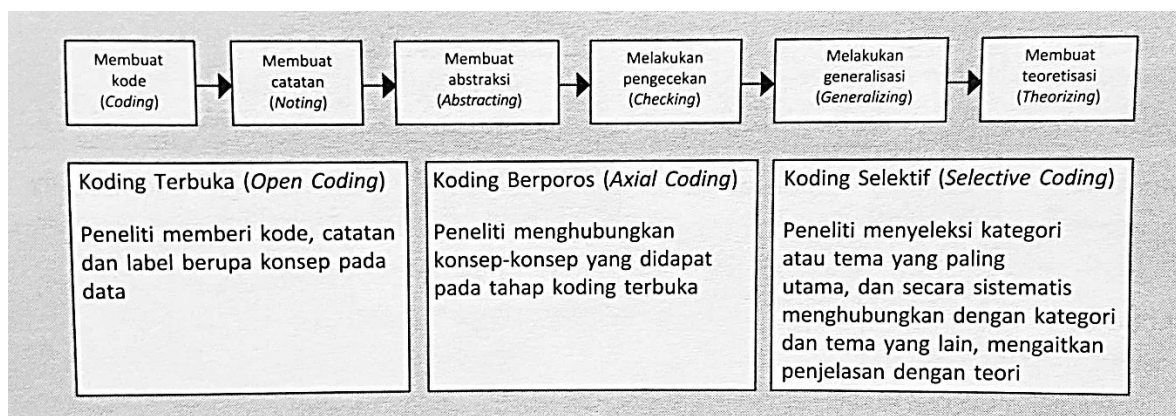 Membuat
kode
(Coding)
Membuat
catatan
(Noting)
Membuat
abstraksi
(Abstracting)
Melakukan
pengecekan
(Checking)
Melakukan
generalisasi
(Generalizing)
Membuat
teoretisasi
(Theorizing)
Koding Terbuka (Open Coding)
Peneliti memberi kode, catatan
dan label berupa konsep pada
data
Koding Berporos (Axial Coding)
Peneliti menghubungkan
konsep-konsep yang didapat
pada tahap koding terbuka
Koding Selektif (Selective Coding)
Peneliti menyeleksi kategori
atau tema yang paling
utama, dan secara sistematis
menghubungkan dengan kategori
dan tema yang lain, mengaitkan
penjelasan dengan teori